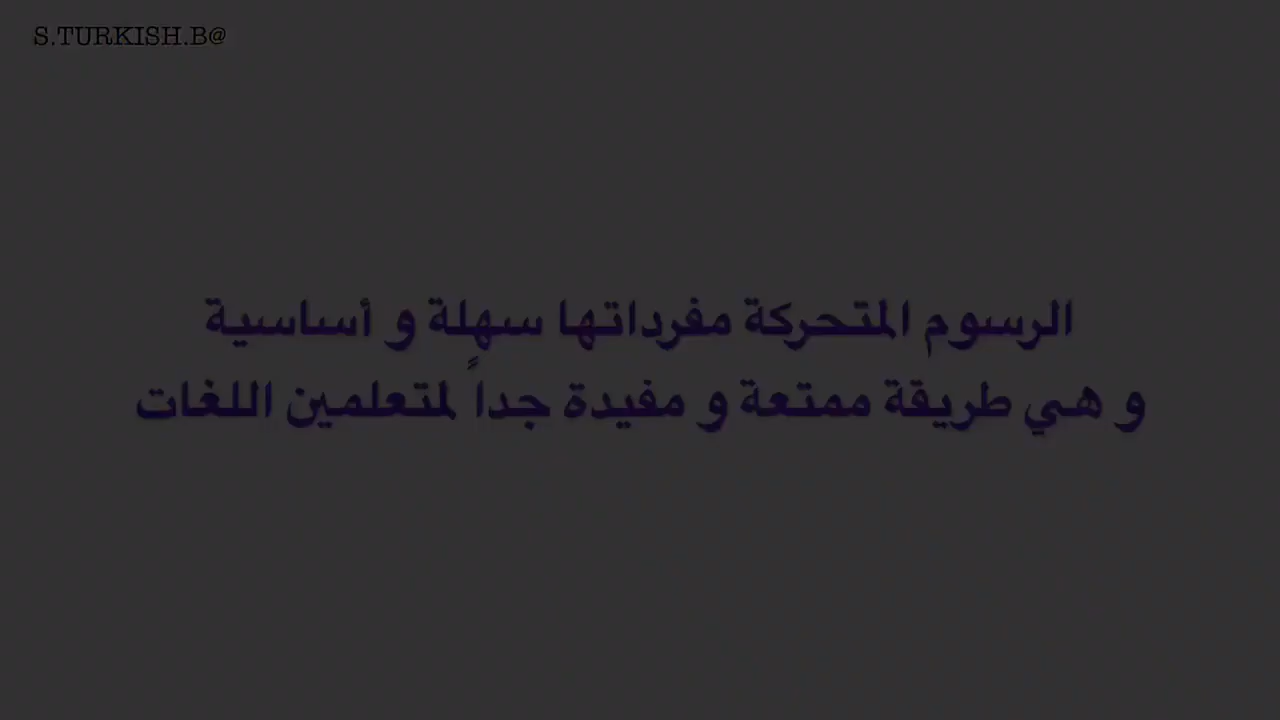 S.TURKISH.B@
الرسوم المتحركة مفرداتها سهلة و أساسية
و هي طريقة ممتعة و مفيدة جداً لمتعلمين اللغات